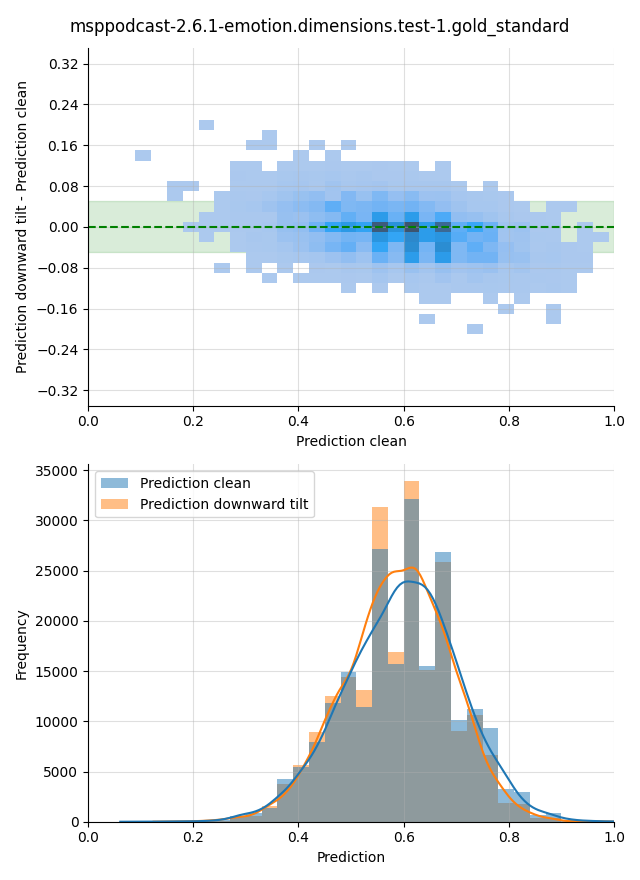 msppodcast-2.6.1-emotion.dimensions.test-1.gold_standard
Prediction downward tilt - Prediction clean
0.32
0.24
0.16
0.08
0.00
−0.08
−0.16
−0.24
−0.32
0.0 0.2 0.4 0.6 0.8 1.0
Prediction clean
Frequency
35000
30000
25000
20000
15000
10000
5000
0
Prediction clean
Prediction downward tilt
0.0 0.2 0.4 0.6 0.8 1.0
Prediction